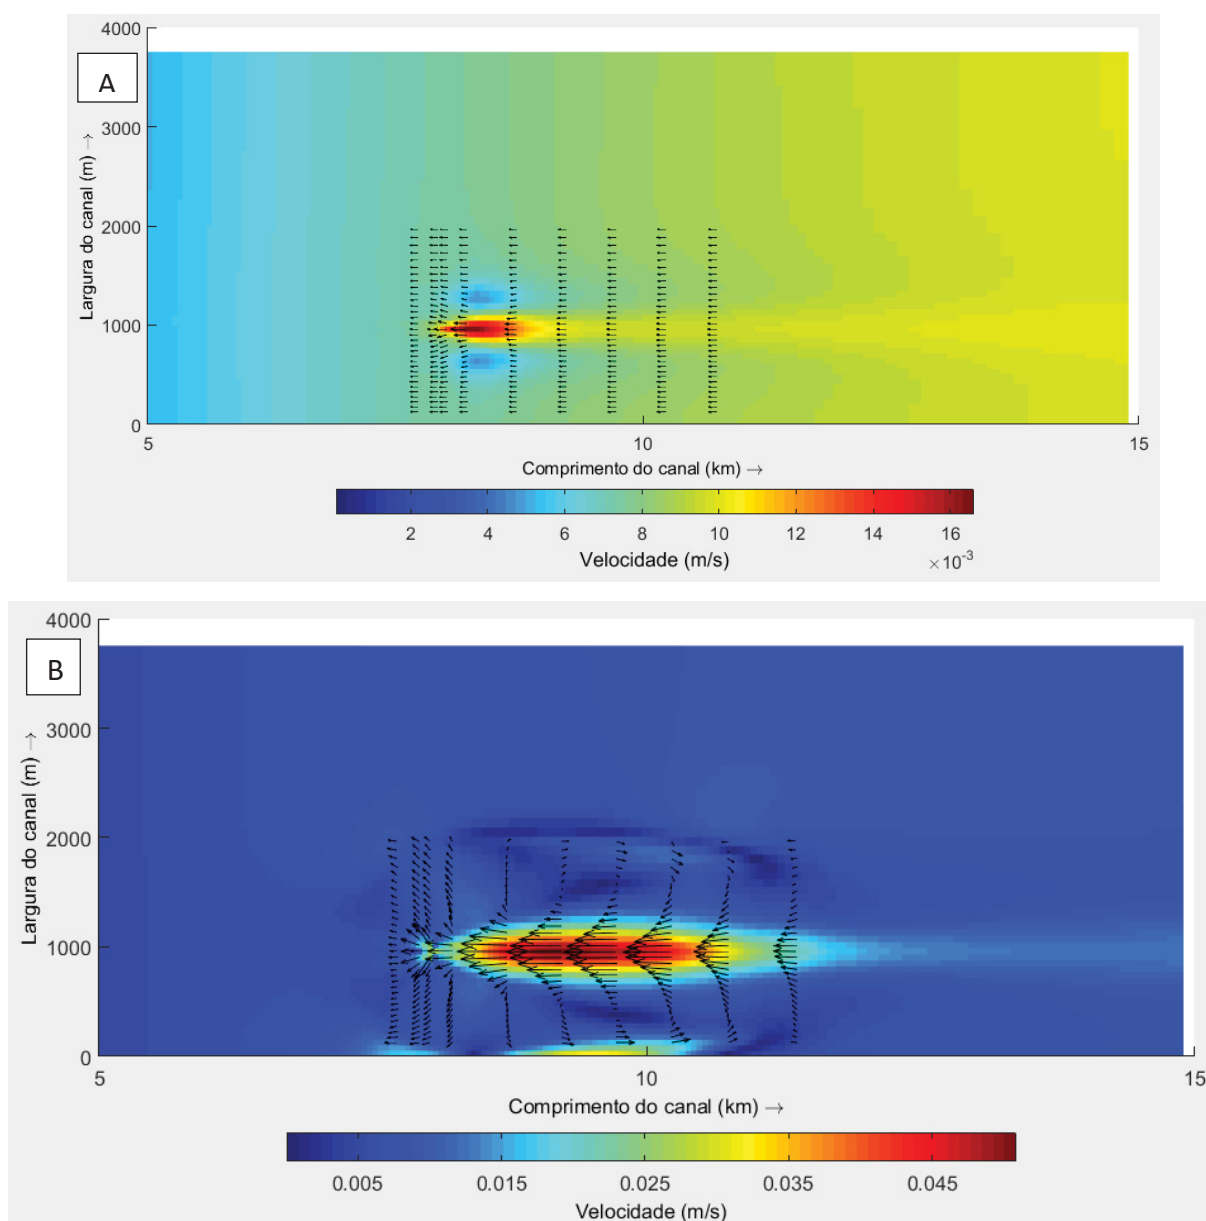 A
4000
3000
2000
1000
0
Largura do canal (m) →
5 10 15
Comprimento do canal (km) →
2 4 6 8 10 12 14 16
Velocidade (m/s)
×10-3
B
4000
3000
2000
1000
0
Largura do canal (m) →
5 10 15
Comprimento do canal (km) →
0.005 0.015 0.025 0.035 0.045
Velocidade (m/s)